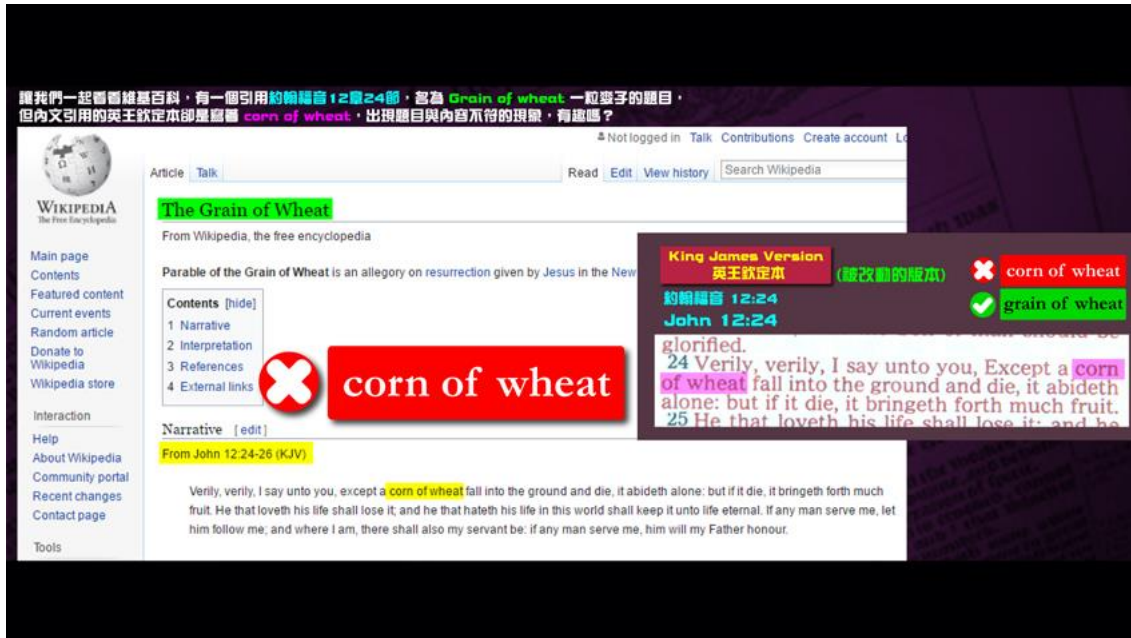 讓我們一起看看維基百科，有一個引用約翰福音12章24節，名為 Grain of wheat 一粒麥子的題目，
但內文引用的英王欽定本卻是寫着 corn of wheat，出現題目與內容不符的現象，有趣嗎？
Not logged in Talk Contributions Create account
Article Talk Read Edit View history Search Wikipedia
WIKIPEDIA
The Free Encyclopedia
The Grain of Wheat
From Wikipedia, the free encyclopedia
Main page
Contents
Featured content
Current events
Random article
Donate to
Wikipedia
Wikipedia store
Interaction
Help
About Wikipedia
Community portal
Recent changes
Contact page
Tools
Parable of the Grain of Wheat is an allegory on resurrection given by Jesus in the New
Contents [hide]
1 Narrative
2 Interpretation
3 References
4 External links
corn of wheat
Narrative [edit]
From John 12:24-26 (KJV)
Verily, verily, I say unto you, except a corn of wheat fall into the ground and die, it abideth alone: but if it die, it bringeth forth much
fruit. He that loveth his life shall lose it; and he that hateth his life in this world shall keep it unto life eternal. If any man serve me, let
him follow me; and where I am, there shall also my servant be: if any man serve me, him will my Father honour.
King James Version
英王欽定本
(被改動的版本)
corn of wheat
grain of wheat
約翰福音 12:24
John 12:24
glorified.
24 Verily, verily, I say unto you, Except a corn
of wheat fall into the ground and die, it abideth
alone: but if it die, it bringeth forth much fruit.
25 He that loveth his life shall lose it; and he